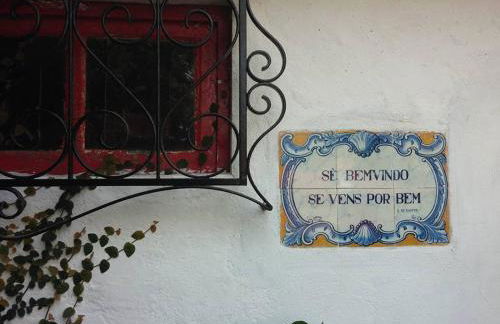 SÊ BEMVINDO
SE VENS POR BEM